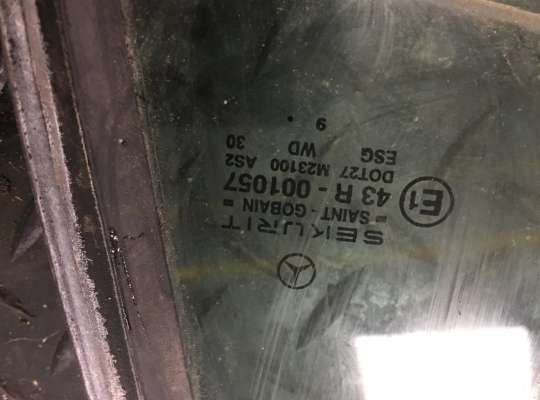 SEKURIT
= SAINT - GOBAIN =
E1 43 R - 001057
DOT27 M23100 AS2
ESG WD 30
9 .